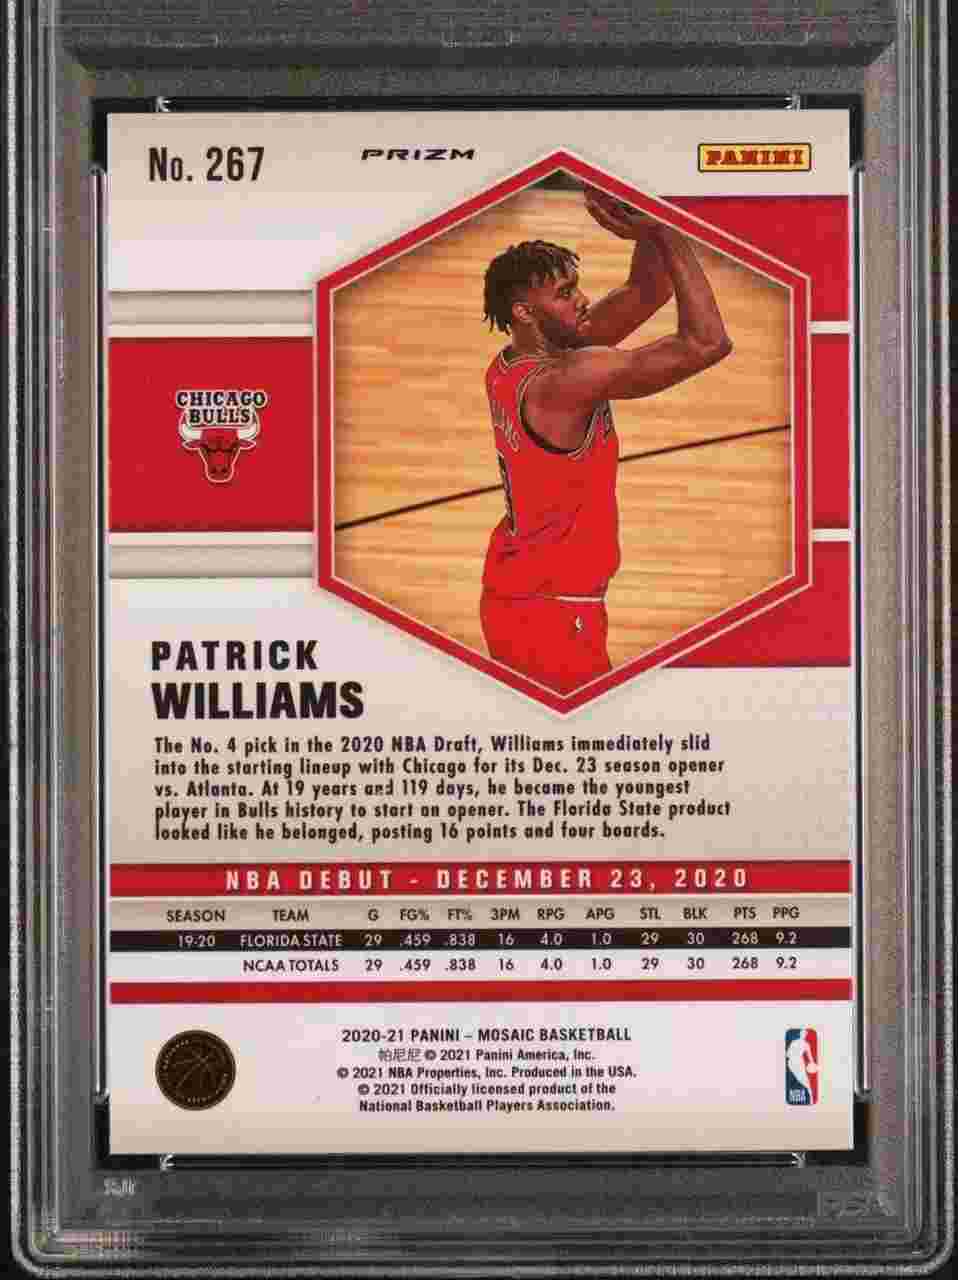 No. 267
PRIZM
PANINI
CHICAGO
BULLS
PATRICK
WILLIAMS
The No. 4 pick in the 2020 NBA Draft, Williams immediately slid
into the starting lineup with Chicago for its Dec. 23 season opener
vs. Atlanta. At 19 years and 119 days, he became the youngest
player in Bulls history to start an opener. The Florida State product
looked like he belonged, posting 16 points and four boards.
NBA DEBUT - DECEMBER 23, 2020
SEASON TEAM G FG% FT% 3PM RPG APG STL BLK PTS PPG
19-20 FLORIDA STATE 29 .459 .838 16 4.0 1.0 29 30 268 9.2
NCAA TOTALS 29 .459 .838 16 4.0 1.0 29 30 268 9.2
2020-21 PANINI – MOSAIC BASKETBALL
帕尼尼 © 2021 Panini America, Inc.
© 2021 NBA Properties, Inc. Produced in the USA.
© 2021 Officially licensed product of the
National Basketball Players Association.
NBA